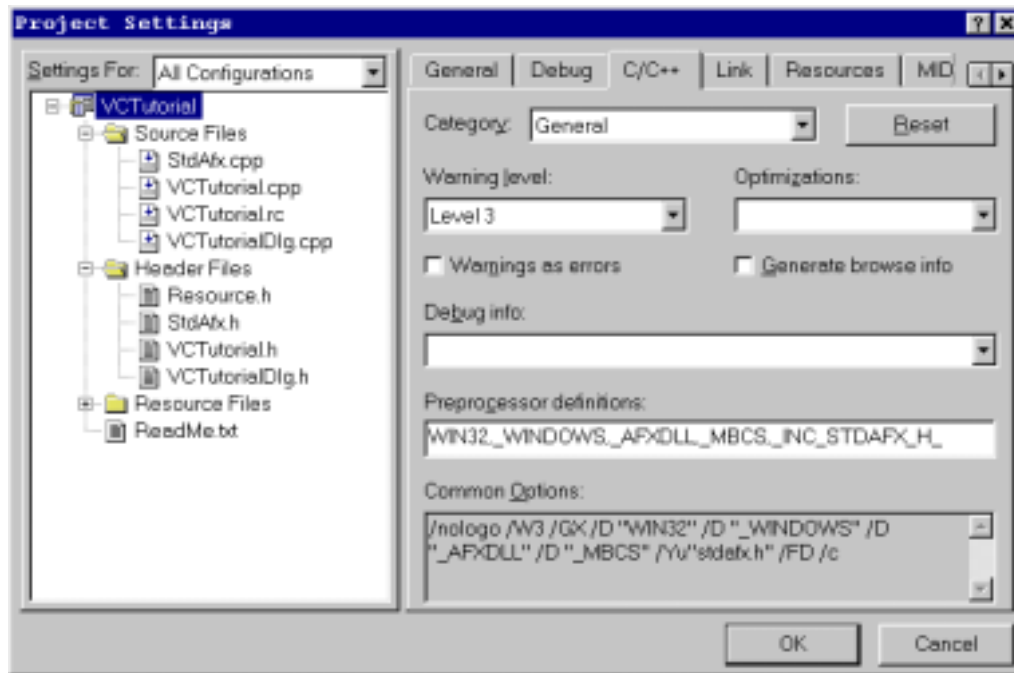 Project Settings
Settings For: All Configurations
VCTutorial
Source Files
StdAfx.cpp
VCTutorial.cpp
VCTutorial.rc
VCTutorialDlg.cpp
Header Files
Resource.h
StdAfx.h
VCTutorial.h
VCTutorialDlg.h
Resource Files
ReadMe.txt
General Debug C/C++ Link Resources MID
Category: General Reset
Warning level: Optimizations:
Level 3
Warnings as errors Generate browse info
Debug info:
Preprocessor definitions:
WIN32,_WINDOWS,_AFXDLL,_MBCS,_INC_STDAFX_H_
Common Options:
/nologo /W3 /GX /D "WIN32" /D "_WINDOWS" /D
"_AFXDLL" /D "_MBCS" /Yu"stdafx.h" /FD /c
OK Cancel